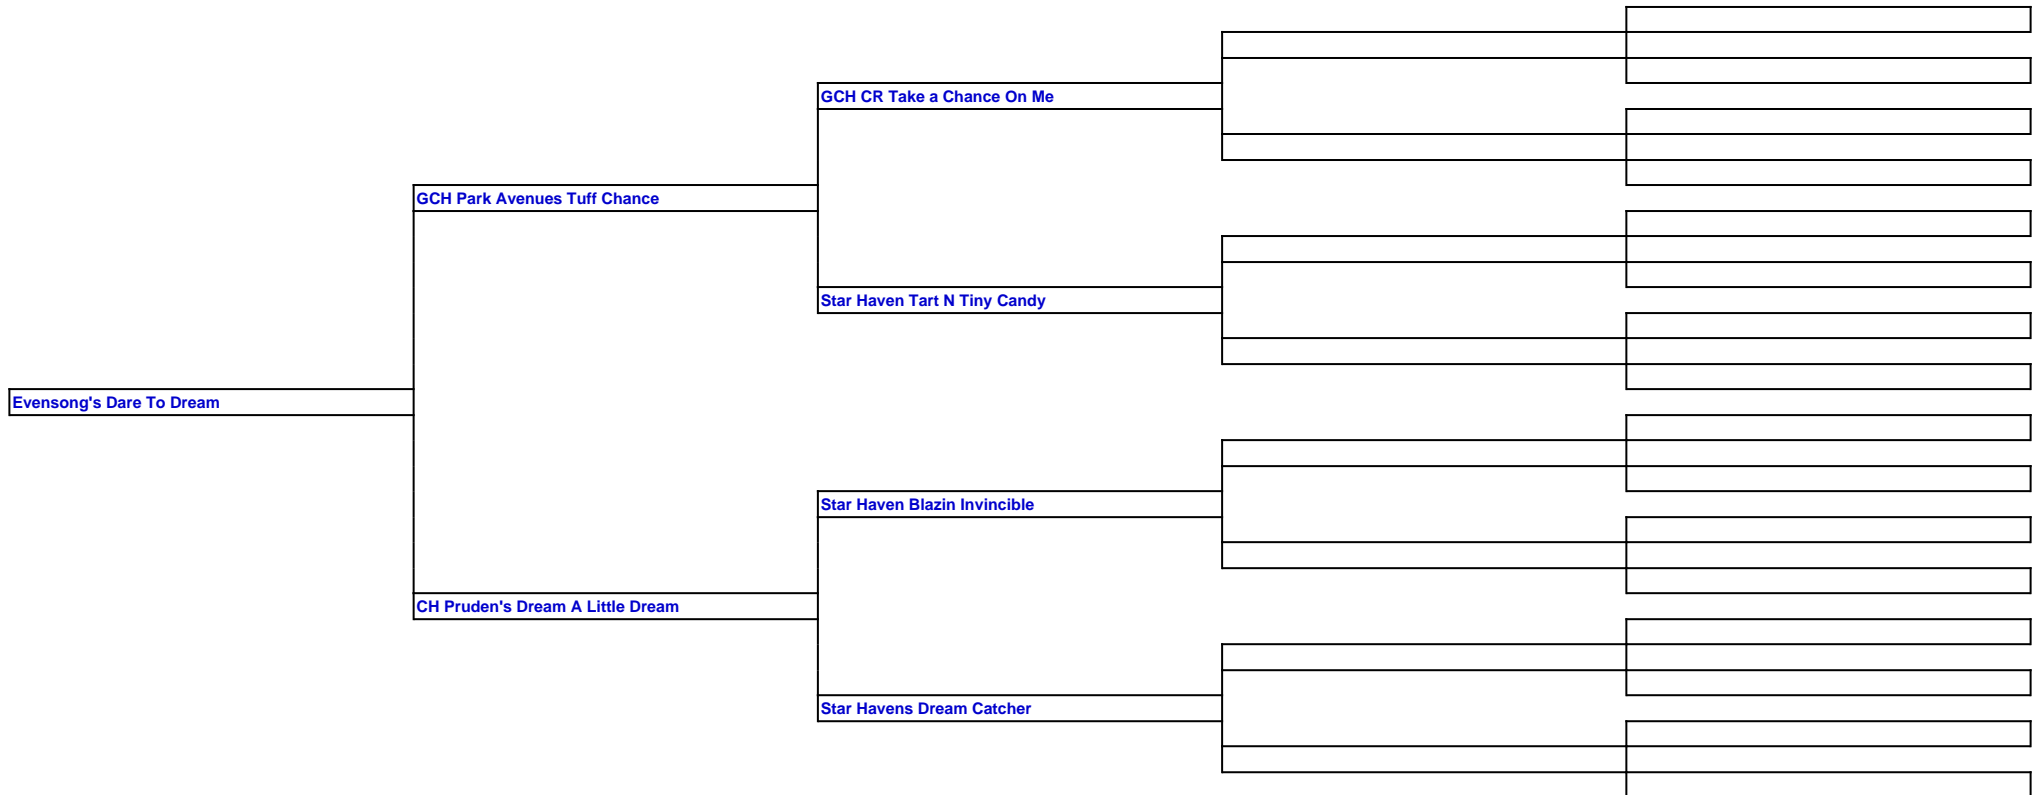 GCH CR Take a Chance On Me
GCH Park Avenues Tuff Chance
Star Haven Tart N Tiny Candy
Evensong's Dare To Dream
Star Haven Blazin Invincible
CH Pruden's Dream A Little Dream
Star Havens Dream Catcher